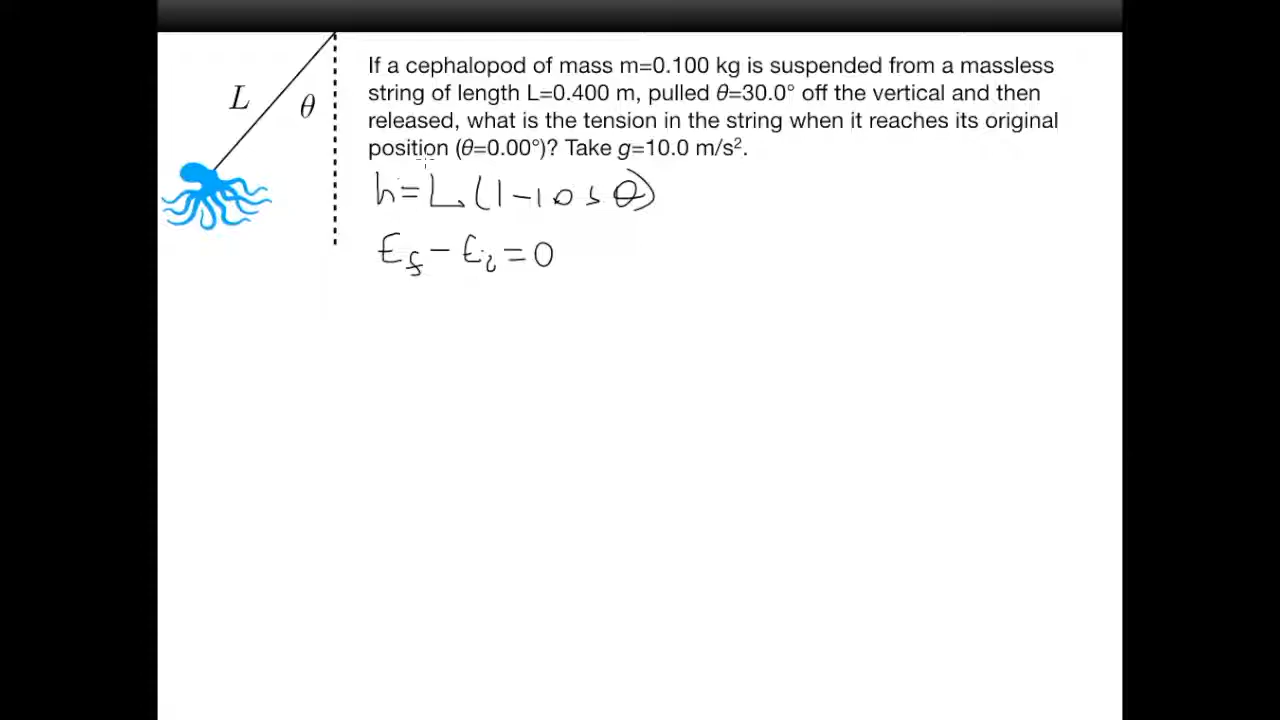 L
θ
If a cephalopod of mass m=0.100 kg is suspended from a massless
string of length L=0.400 m, pulled θ=30.0° off the vertical and then
released, what is the tension in the string when it reaches its original
position (θ=0.00°)? Take g=10.0 m/s².
h=L(1-cosθ)
Ef-Ei=0